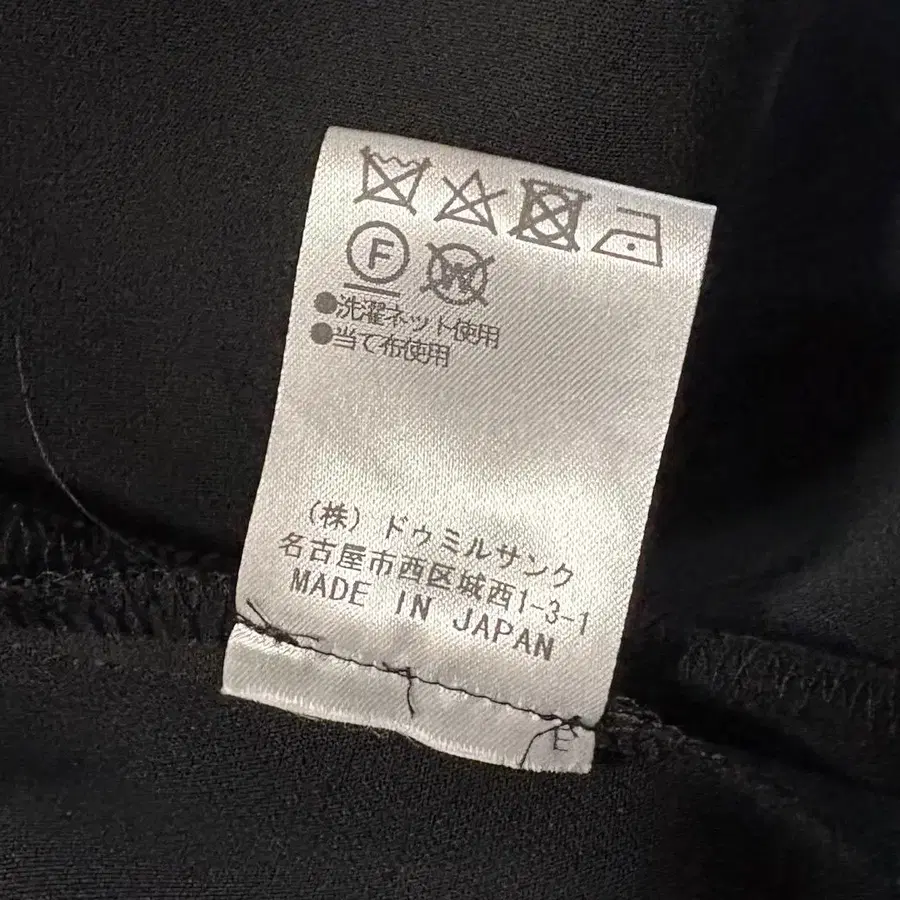 F
W
●洗濯ネット使用
●当て布使用
(株) ドゥミルサンク
名古屋市西区城西1-3-1
MADE IN JAPAN
E